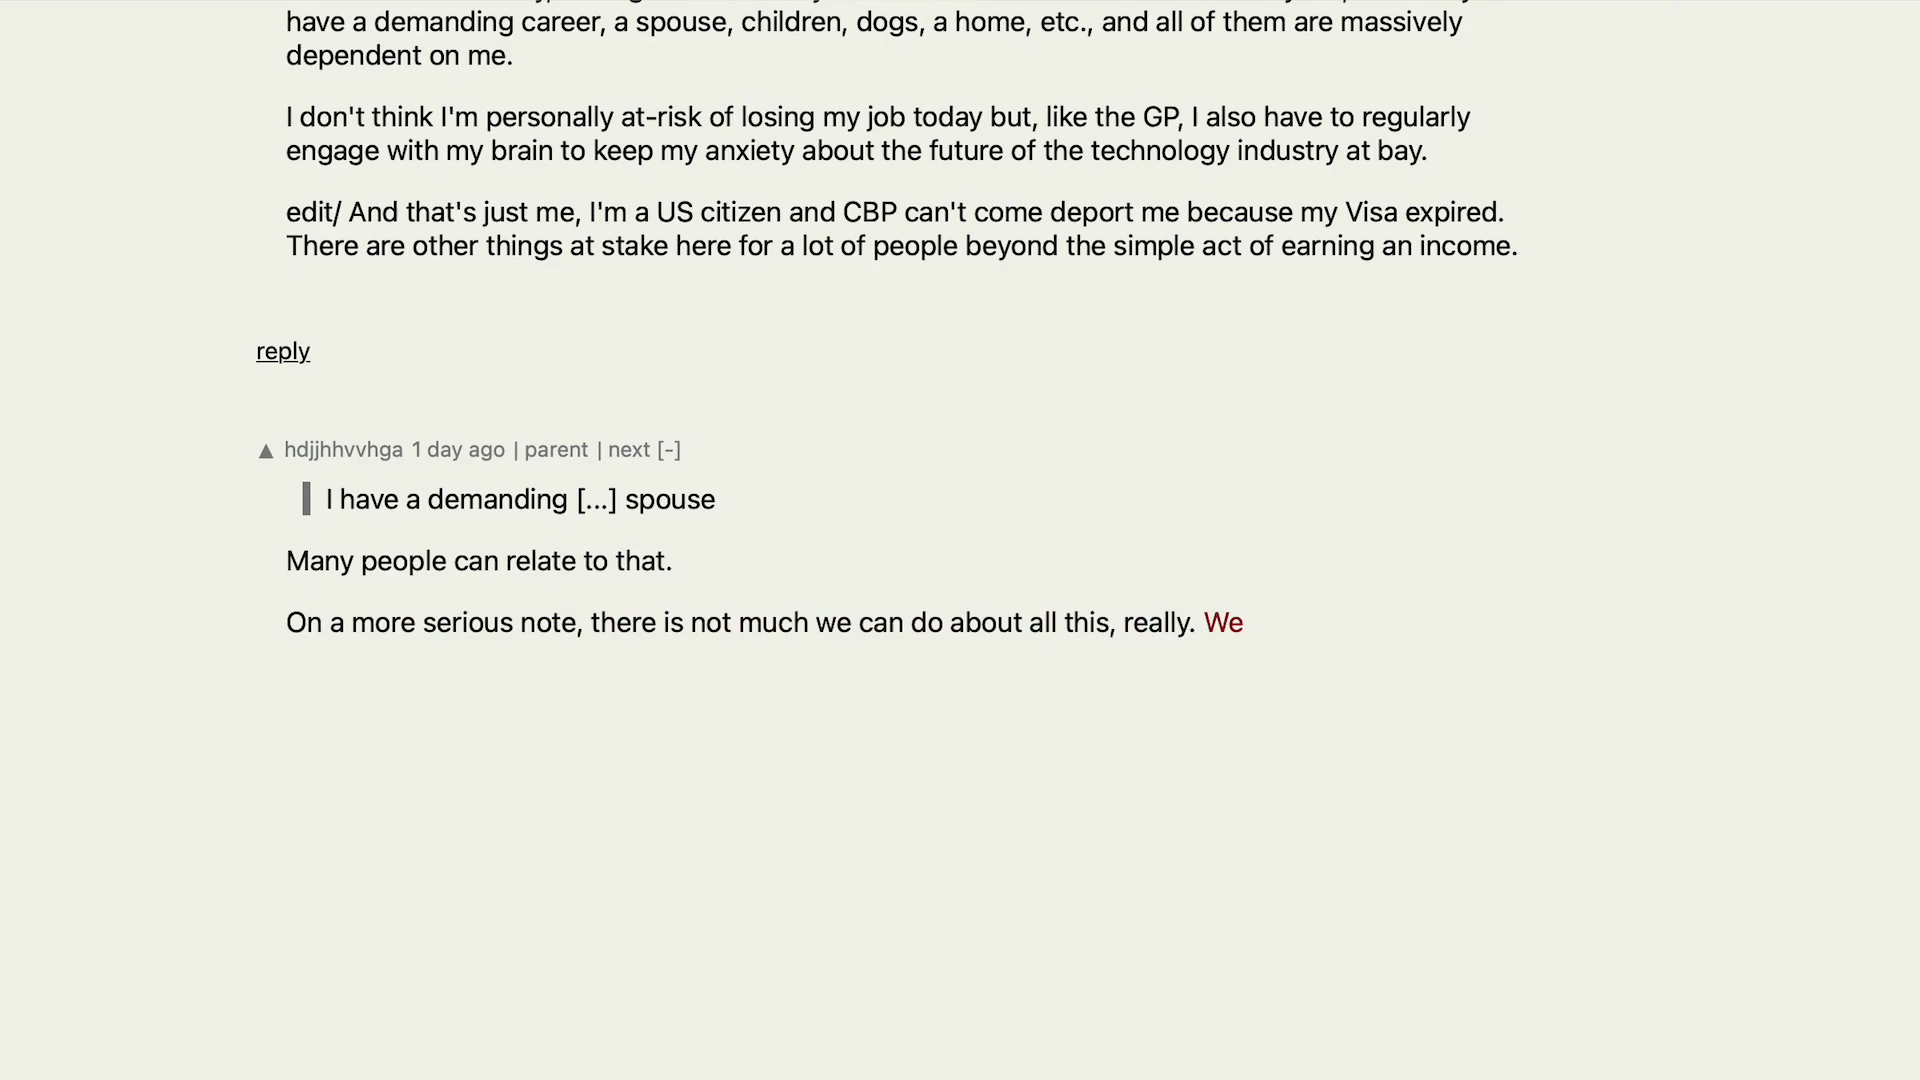 have a demanding career, a spouse, children, dogs, a home, etc., and all of them are massively
dependent on me.
I don't think I'm personally at-risk of losing my job today but, like the GP, I also have to regularly
engage with my brain to keep my anxiety about the future of the technology industry at bay.
edit/ And that's just me, I'm a US citizen and CBP can't come deport me because my Visa expired.
There are other things at stake here for a lot of people beyond the simple act of earning an income.
reply
▲ hdjjhhvvhga 1 day ago | parent | next [-]
I have a demanding [...] spouse
Many people can relate to that.
On a more serious note, there is not much we can do about all this, really. We